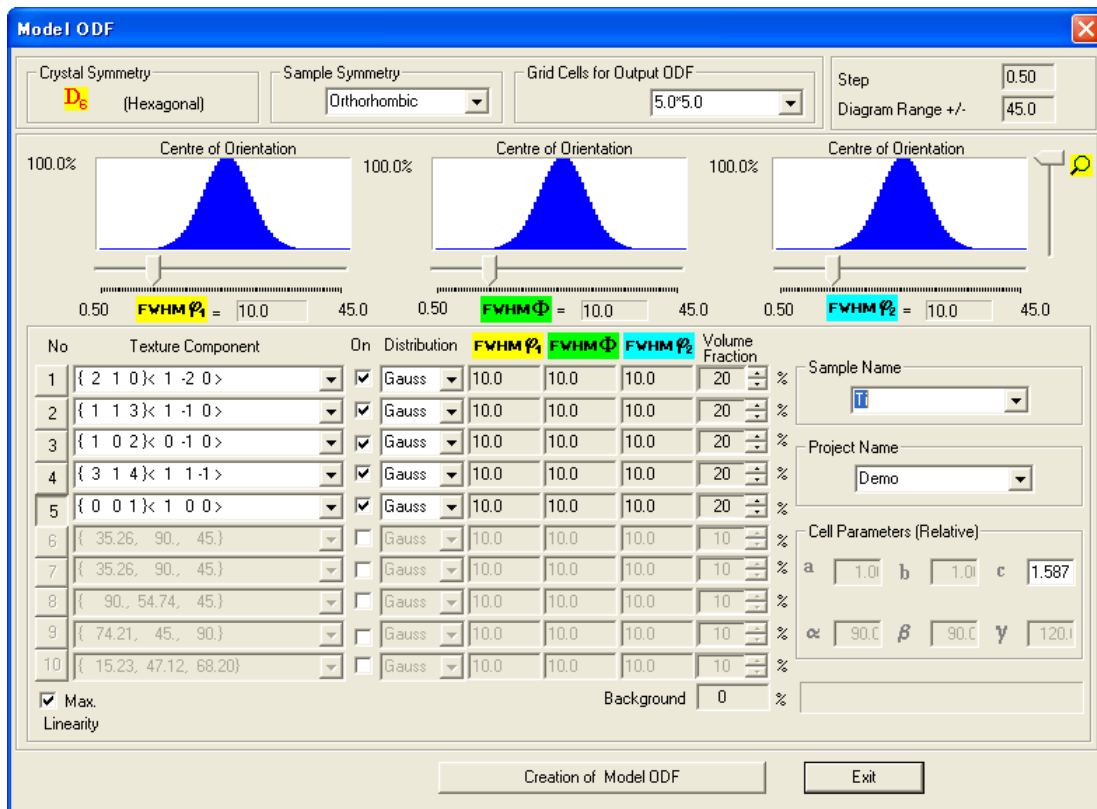 Model ODF
Crystal Symmetry
D6 (Hexagonal)
Sample Symmetry
Orthorhombic
Grid Cells for Output ODF
5.0*5.0
Step 0.50
Diagram Range +/- 45.0
Centre of Orientation Centre of Orientation Centre of Orientation
100.0% 100.0% 100.0%
0.50 FWHM φ1 = 10.0 45.0 0.50 FWHM Φ = 10.0 45.0 0.50 FWHM φ2 = 10.0 45.0
No Texture Component On Distribution FWHM φ1 FWHM Φ FWHM φ2 Volume Fraction
1 { 2 1 0}< 1 -2 0> Gauss 10.0 10.0 10.0 20 %
2 { 1 1 3}< 1 -1 0> Gauss 10.0 10.0 10.0 20 %
3 { 1 0 2}< 0 -1 0> Gauss 10.0 10.0 10.0 20 %
4 { 3 1 4}< 1 1 -1 > Gauss 10.0 10.0 10.0 20 %
5 { 0 0 1}< 1 0 0> Gauss 10.0 10.0 10.0 20 %
6 { 35.26, 90., 45.} Gauss 10.0 10.0 10.0 10 %
7 { 35.26, 90., 45.} Gauss 10.0 10.0 10.0 10 %
8 { 90., 54.74, 45.} Gauss 10.0 10.0 10.0 10 %
9 { 74.21, 45., 90.} Gauss 10.0 10.0 10.0 10 %
10 { 15.23, 47.12, 68.20} Gauss 10.0 10.0 10.0 10 %
Max.
Linearity
Background 0 %
Sample Name
Ti
Project Name
Demo
Cell Parameters (Relative)
a 1.0 b 1.0 c 1.587
α 90.0 β 90.0 γ 120.
Creation of Model ODF Exit